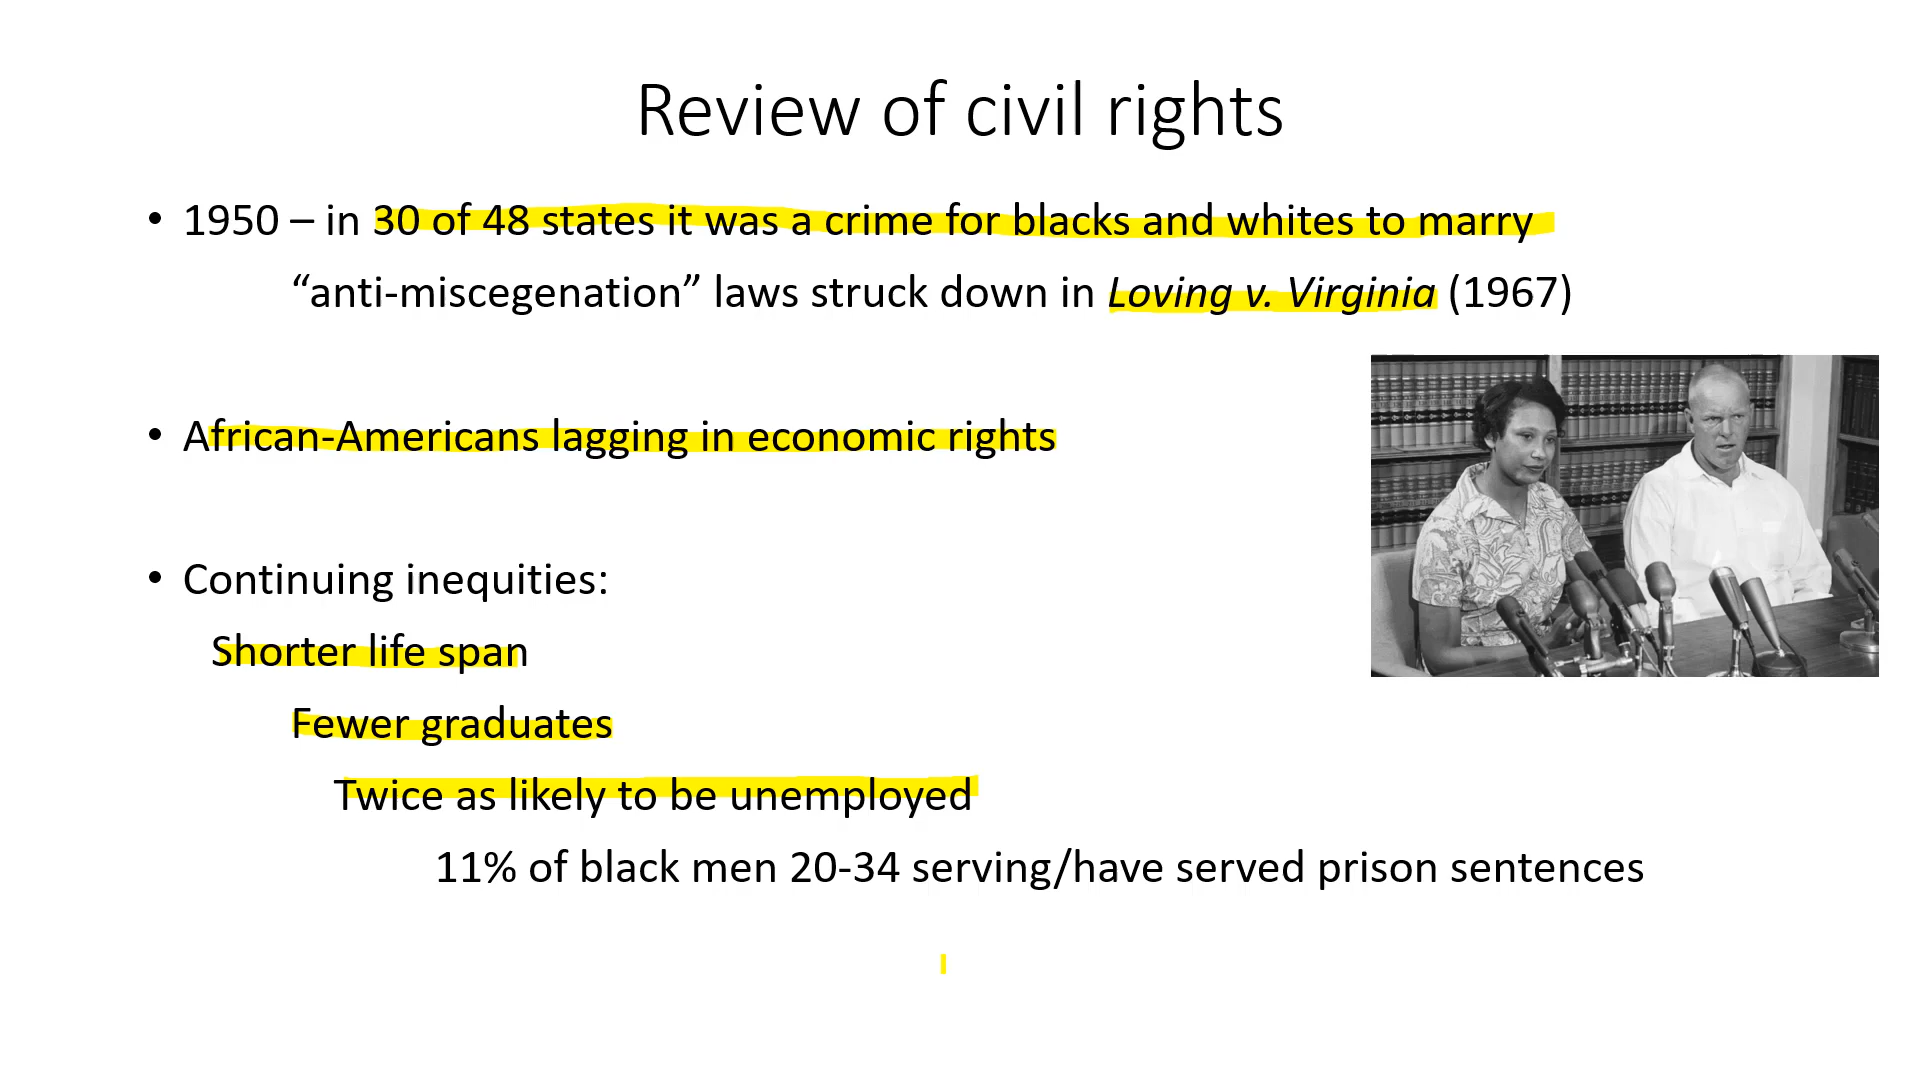 Review of civil rights
• 1950 – in 30 of 48 states it was a crime for blacks and whites to marry
“anti-miscegenation” laws struck down in Loving v. Virginia (1967)
• African-Americans lagging in economic rights
• Continuing inequities:
Shorter life span
Fewer graduates
Twice as likely to be unemployed
11% of black men 20-34 serving/have served prison sentences